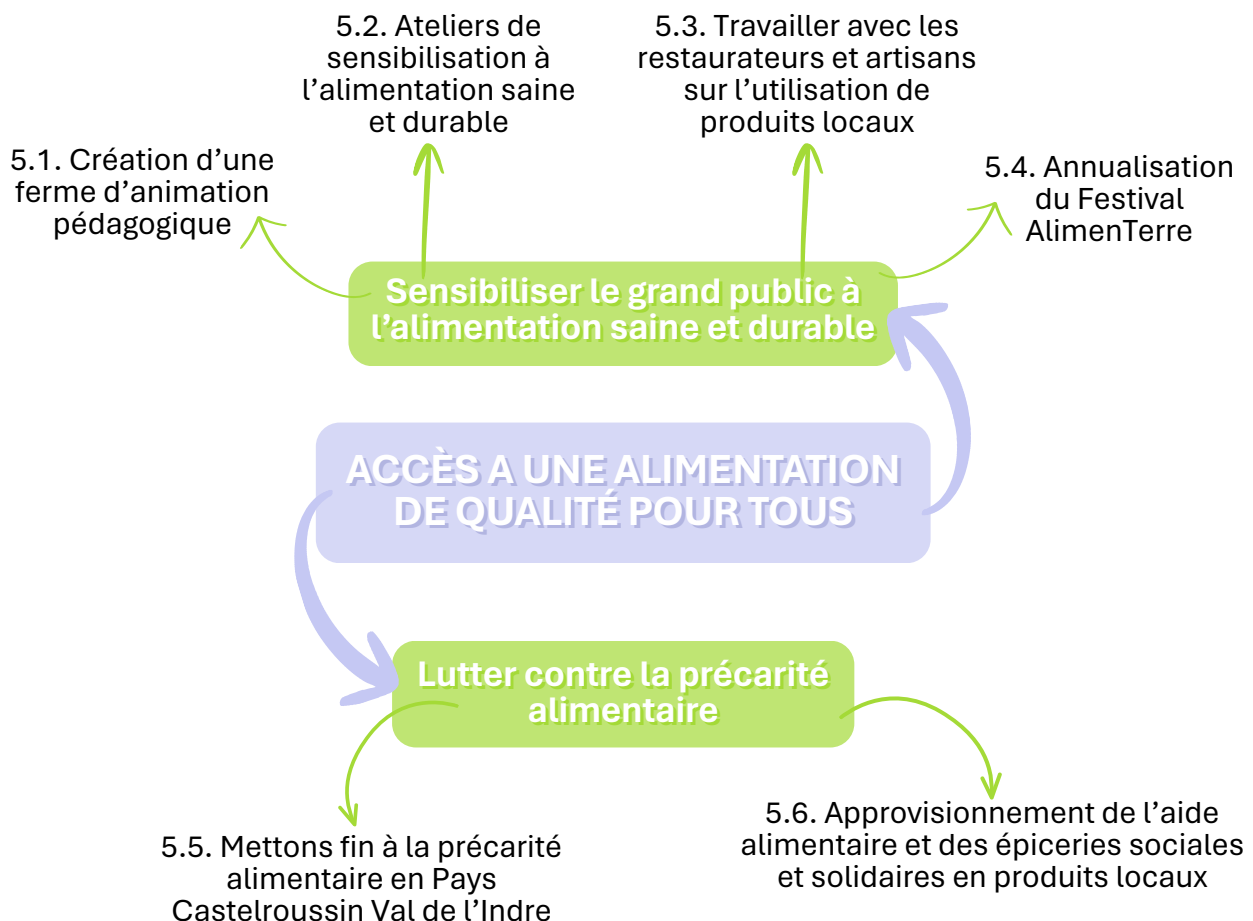 5.2. Ateliers de
sensibilisation à
l’alimentation saine
et durable
5.3. Travailler avec les
restaurateurs et artisans
sur l’utilisation de
produits locaux
5.1. Création d’une
ferme d’animation
pédagogique
5.4. Annualisation
du Festival
AlimenTerre
Sensibiliser le grand public à
l’alimentation saine et durable
ACCÈS A UNE ALIMENTATION
DE QUALITÉ POUR TOUS
Lutter contre la précarité
alimentaire
5.5. Mettons fin à la précarité
alimentaire en Pays
Castelroussin Val de l’Indre
5.6. Approvisionnement de l’aide
alimentaire et des épiceries sociales
et solidaires en produits locaux